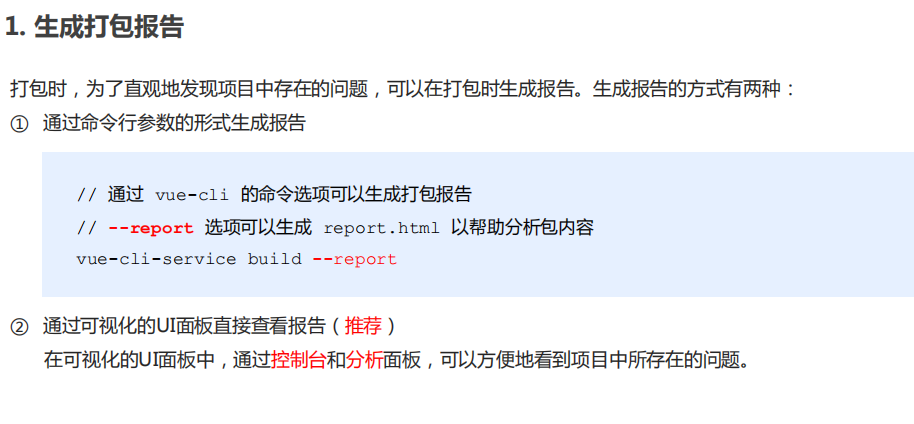 1. 生成打包报告
打包时，为了直观地发现项目中存在的问题，可以在打包时生成报告。生成报告的方式有两种：
① 通过命令行参数的形式生成报告
// 通过 vue-cli 的命令选项可以生成打包报告
// --report 选项可以生成 report.html 以帮助分析包内容
vue-cli-service build --report
② 通过可视化的UI面板直接查看报告（推荐）
在可视化的UI面板中，通过控制台和分析面板，可以方便地看到项目中所存在的问题。